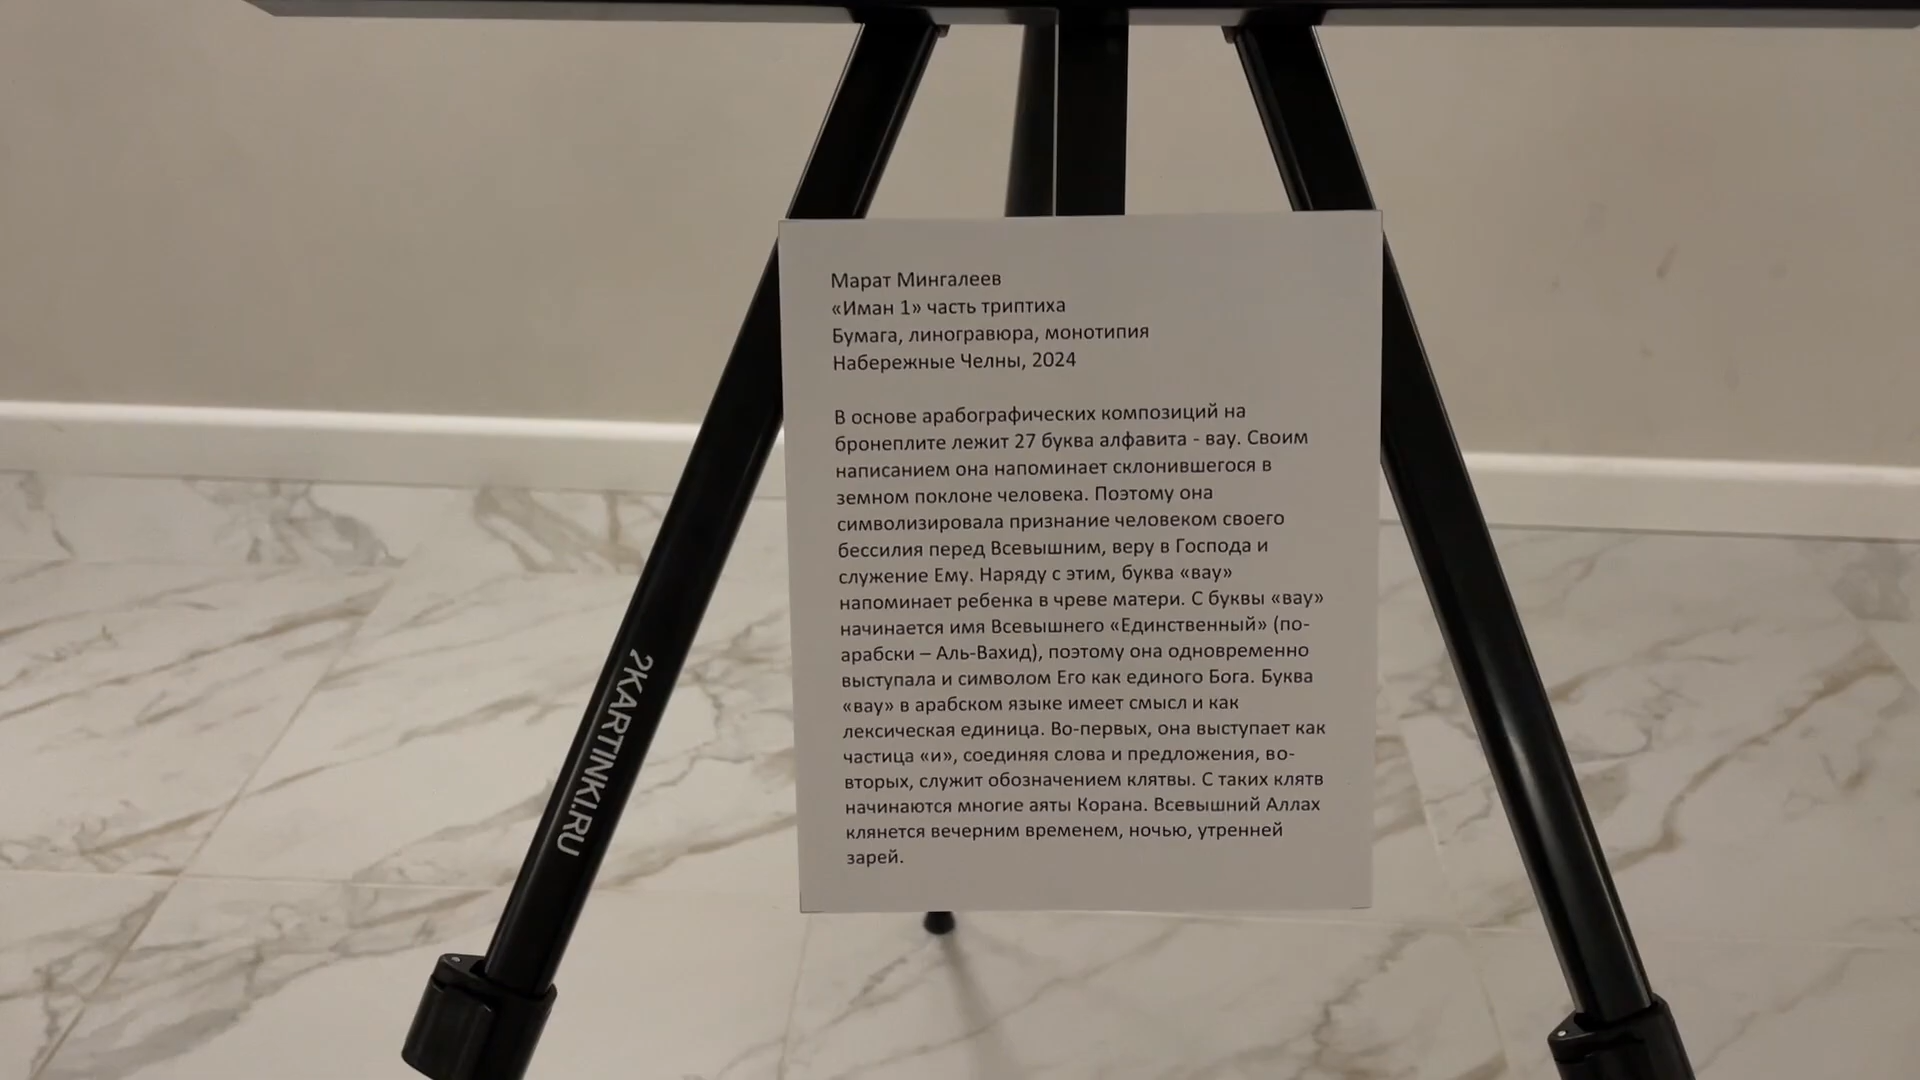 Марат Мингалеев
«Иман 1» часть триптиха
Бумага, линогравюра, монотипия
Набережные Челны, 2024
В основе арабографических композиций на
бронеплите лежит 27 буква алфавита - вау. Своим
написанием она напоминает склонившегося в
земном поклоне человека. Поэтому она
символизировала признание человеком своего
бессилия перед Всевышним, веру в Господа и
служение Ему. Наряду с этим, буква «вау»
напоминает ребенка в чреве матери. С буквы «вау»
начинается имя Всевышнего «Единственный» (по-
арабски – Аль-Вахид), поэтому она одновременно
выступала и символом Его как единого Бога. Буква
«вау» в арабском языке имеет смысл и как
лексическая единица. Во-первых, она выступает как
частица «и», соединяя слова и предложения, во-
вторых, служит обозначением клятвы. С таких клятв
начинаются многие аяты Корана. Всевышний Аллах
клянется вечерним временем, ночью, утренней
зарей.
2KARTINKI.RU